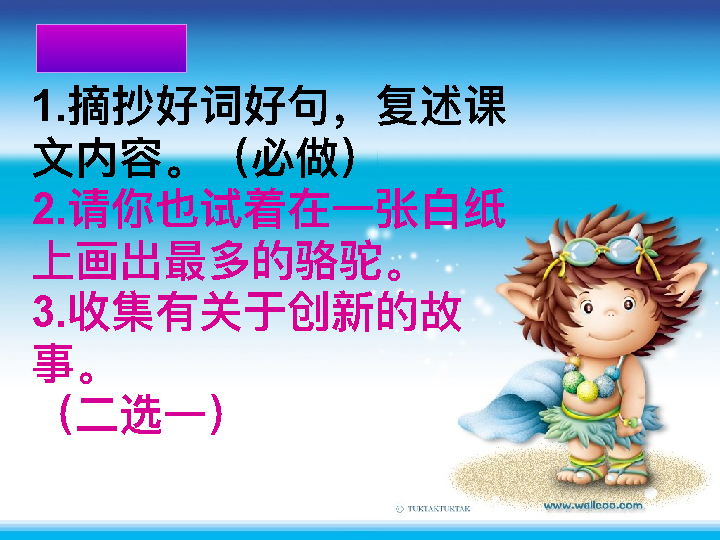 1.摘抄好词好句，复述课
文内容。（必做）
2.请你也试着在一张白纸
上画出最多的骆驼。
3.收集有关于创新的故
事。
（二选一）
© TUKTAKTUKTAK
www.wallcoo.com